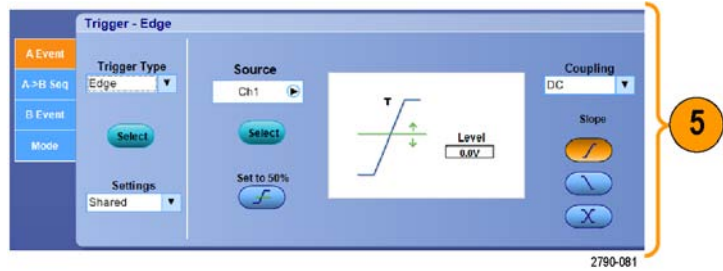 Trigger - Edge
A Event
A->B Seq
B Event
Mode
Trigger Type
Edge
Select
Settings
Shared
Source
Ch1
Select
Set to 50%
T
Level
0.0V
Coupling
DC
Slope
5
2790-081